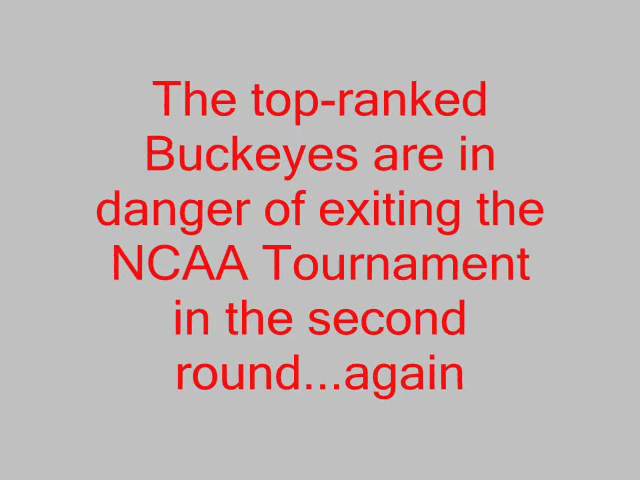 The top-ranked
Buckeyes are in
danger of exiting the
NCAA Tournament
in the second
round...again